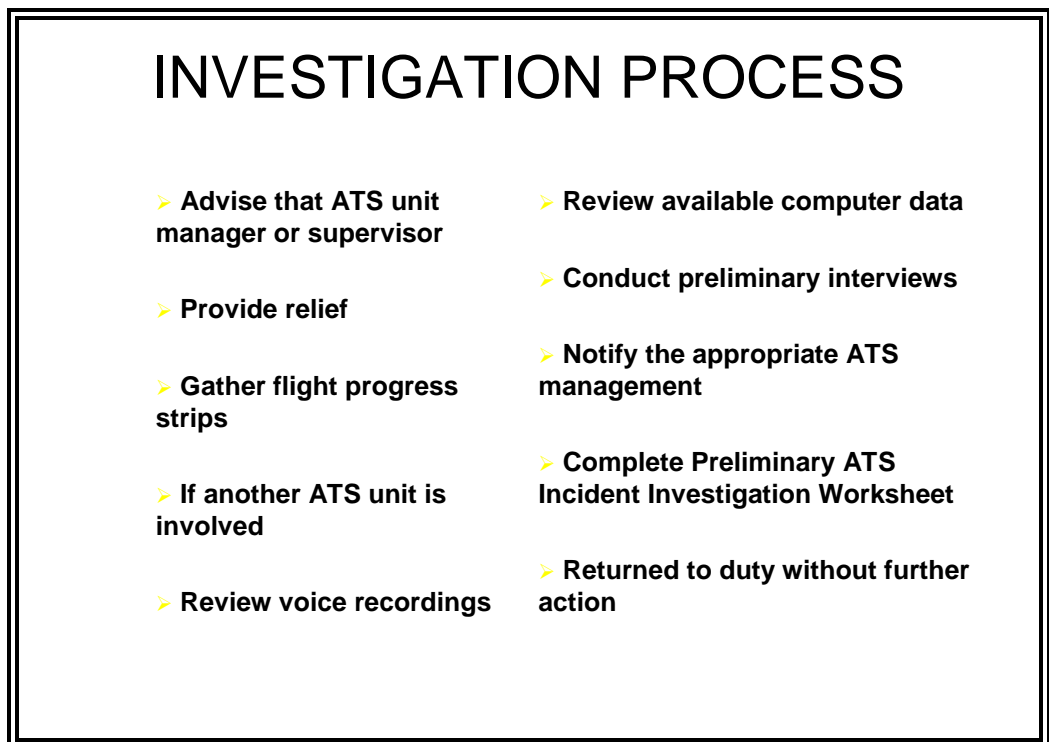 INVESTIGATION PROCESS
➢ Advise that ATS unit
manager or supervisor
➢ Provide relief
➢ Gather flight progress
strips
➢ If another ATS unit is
involved
➢ Review voice recordings
➢ Review available computer data
➢ Conduct preliminary interviews
➢ Notify the appropriate ATS
management
➢ Complete Preliminary ATS
Incident Investigation Worksheet
➢ Returned to duty without further
action